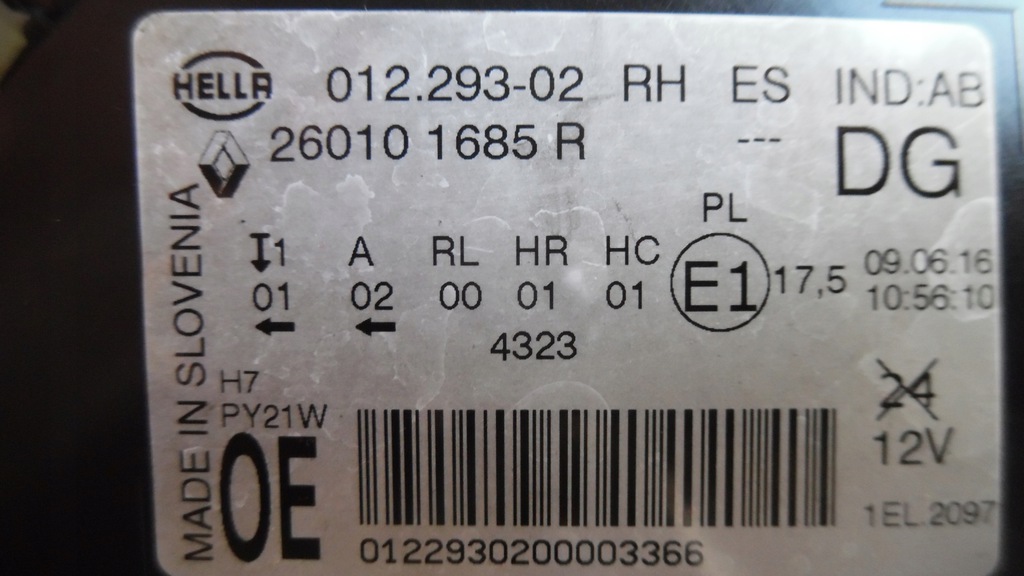 HELLA 012.293-02 RH ES IND:AB
26010 1685 R --- DG
PL
1 A RL HR HC E1 17,5 09.06.16
01 02 00 01 01 10:56:10
4323
MADE IN SLOVENIA
H7
PY21W
24
12V
OE
1EL.2097
01229302000003366